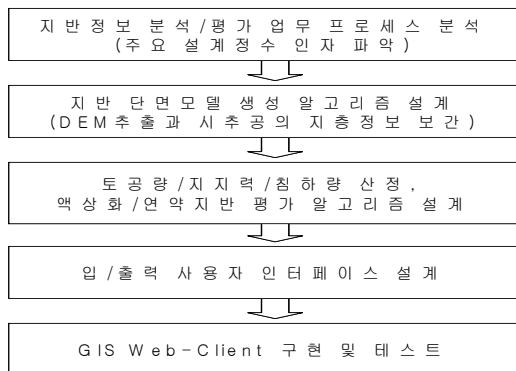 지반정보 분석/평가 업무 프로세스 분석
(주요 설계정수 인자 파악)
지반 단면모델 생성 알고리즘 설계
(DEM추출과 시추공의 지층정보 보간)
토공량/지지력/침하량 산정,
액상화/연약지반 평가 알고리즘 설계
입/출력 사용자 인터페이스 설계
GIS Web-Client 구현 및 테스트